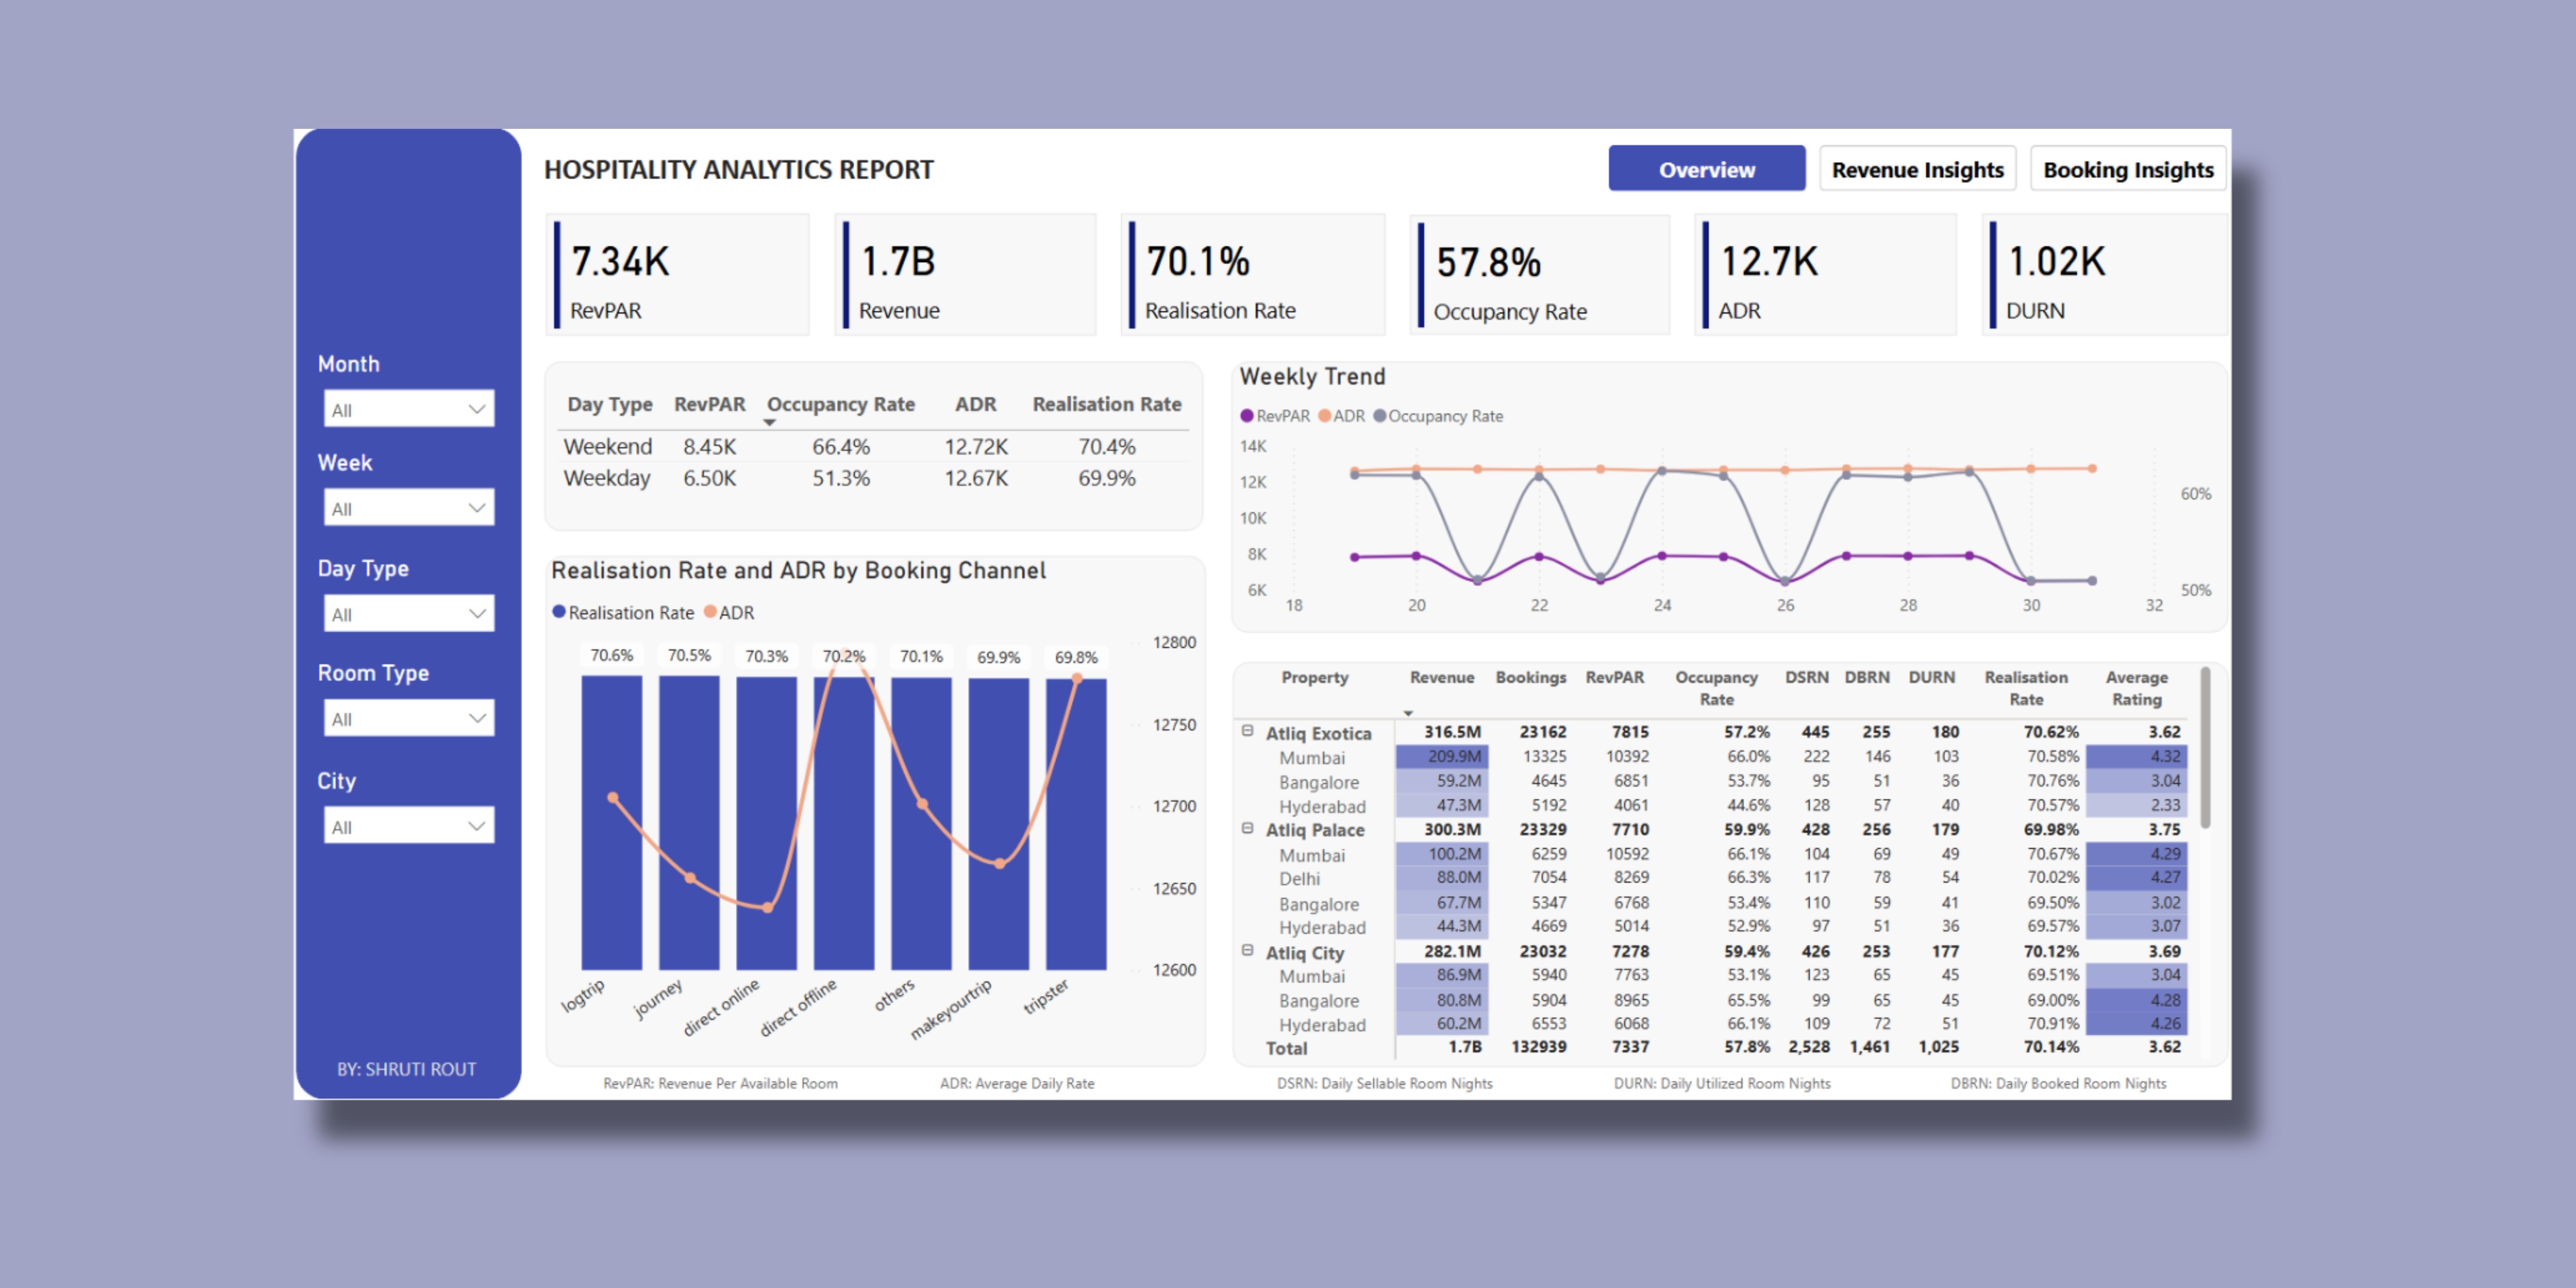 HOSPITALITY ANALYTICS REPORT
Overview
Revenue Insights
Booking Insights
7.34K
RevPAR
1.7B
Revenue
70.1%
Realisation Rate
57.8%
Occupancy Rate
12.7K
ADR
1.02K
DURN
Month
All
Week
All
Day Type
All
Room Type
All
City
All
BY: SHRUTI ROUT
Day Type RevPAR Occupancy Rate ADR Realisation Rate
Weekend 8.45K 66.4% 12.72K 70.4%
Weekday 6.50K 51.3% 12.67K 69.9%
Realisation Rate and ADR by Booking Channel
Realisation Rate ADR
70.6% 70.5% 70.3% 70.2% 70.1% 69.9% 69.8%
12800
12750
12700
12650
12600
logtrip journey direct online direct offline others makeyourtrip tripster
Weekly Trend
RevPAR ADR Occupancy Rate
14K
12K
10K
8K
6K
60%
50%
18 20 22 24 26 28 30 32
Property Revenue Bookings RevPAR Occupancy Rate DSRN DBRN DURN Realisation Rate Average Rating
Atliq Exotica 316.5M 23162 7815 57.2% 445 255 180 70.62% 3.62
Mumbai 209.9M 13325 10392 66.0% 222 146 103 70.58% 4.32
Bangalore 59.2M 4645 6851 53.7% 95 51 36 70.76% 3.04
Hyderabad 47.3M 5192 4061 44.6% 128 57 40 70.57% 2.33
Atliq Palace 300.3M 23329 7710 59.9% 428 256 179 69.98% 3.75
Mumbai 100.2M 6259 10592 66.1% 104 69 49 70.67% 4.29
Delhi 88.0M 7054 8269 66.3% 117 78 54 70.02% 4.27
Bangalore 67.7M 5347 6768 53.4% 110 59 41 69.50% 3.02
Hyderabad 44.3M 4669 5014 52.9% 97 51 36 69.57% 3.07
Atliq City 282.1M 23032 7278 59.4% 426 253 177 70.12% 3.69
Mumbai 86.9M 5940 7763 53.1% 123 65 45 69.51% 3.04
Bangalore 80.8M 5904 8965 65.5% 99 65 45 69.00% 4.28
Hyderabad 60.2M 6553 6068 66.1% 109 72 51 70.91% 4.26
Total 1.7B 132939 7337 57.8% 2,528 1,461 1,025 70.14% 3.62
RevPAR: Revenue Per Available Room
ADR: Average Daily Rate
DSRN: Daily Sellable Room Nights
DURN: Daily Utilized Room Nights
DBRN: Daily Booked Room Nights